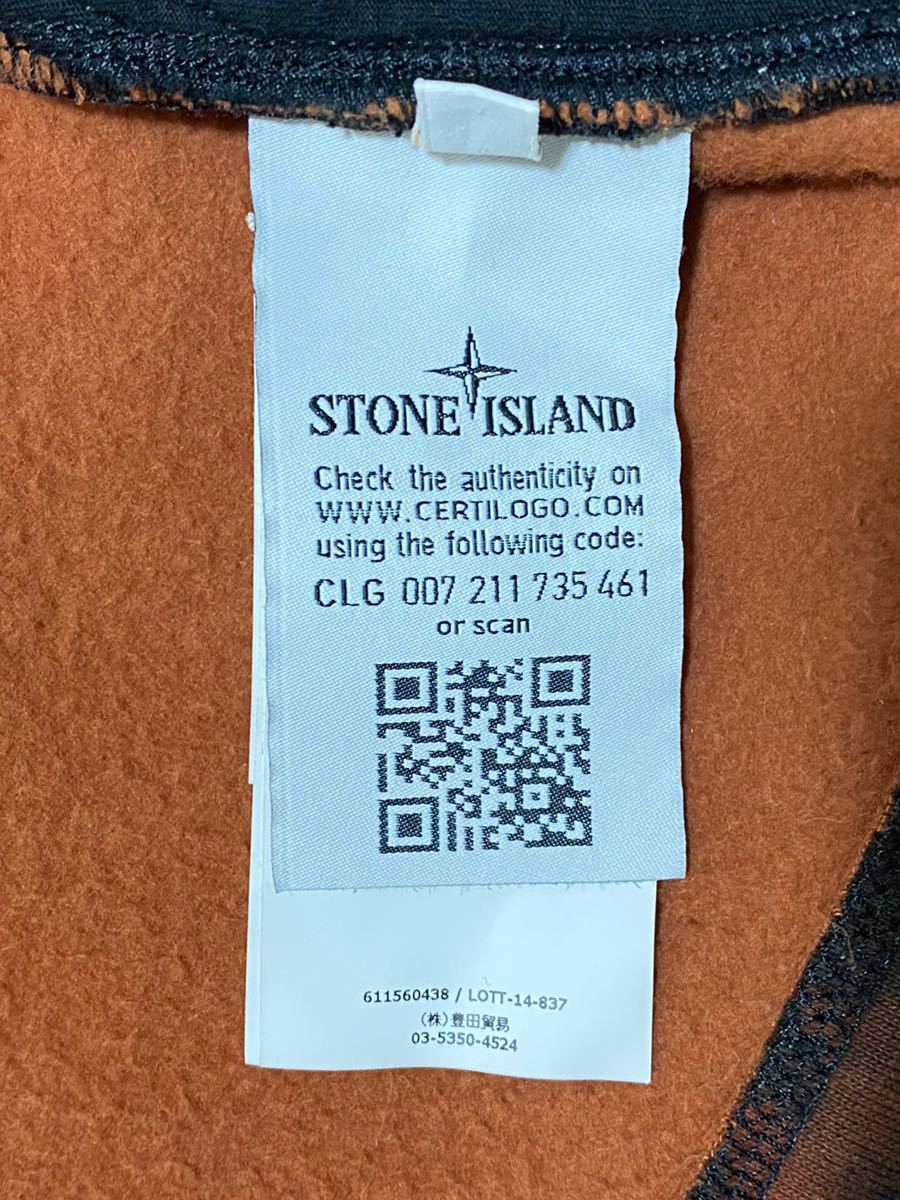 STONE ISLAND
Check the authenticity on
WWW.CERTILOGO.COM
using the following code:
CLG 007 211 735 461
or scan
611560438 / LOTT-14-837
(株)豊田貿易
03-5350-4524